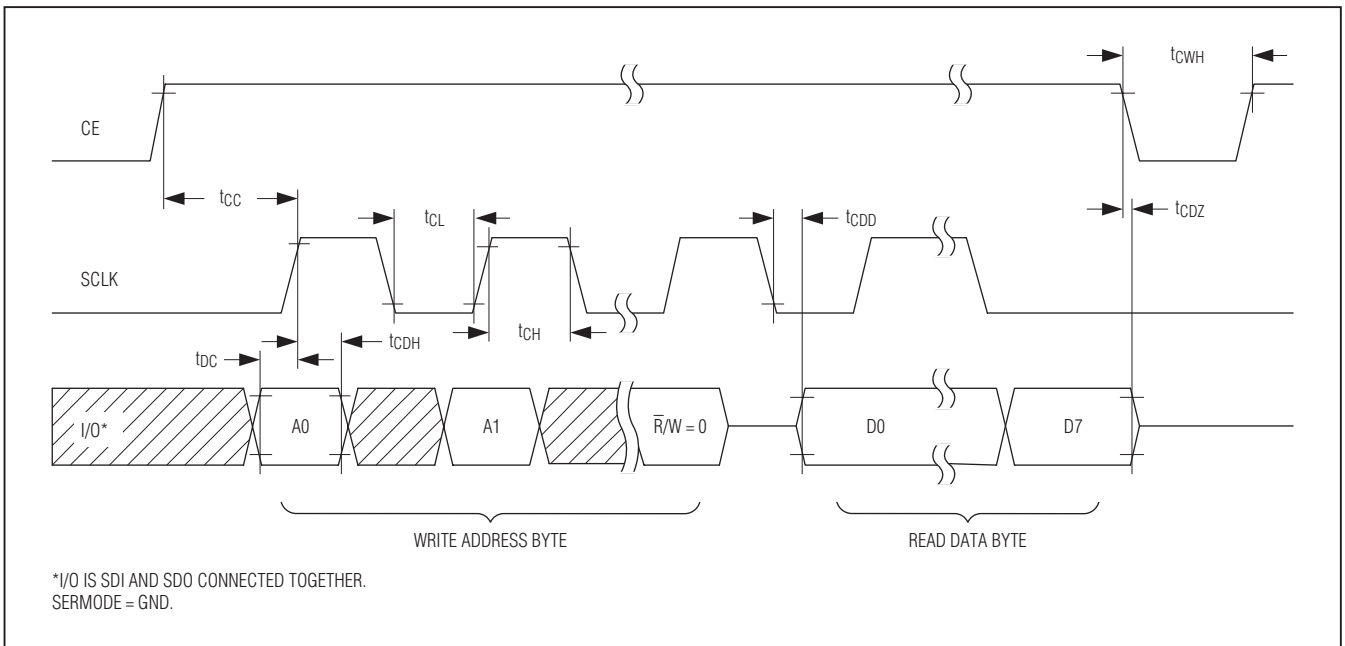 tCWH
CE
tCC
tCL
tCDD
tCDZ
SCLK
tCH
tDC
tCDH
I/O*
A0
A1
R̅/W = 0
D0
D7
WRITE ADDRESS BYTE
READ DATA BYTE
*I/O IS SDI AND SDO CONNECTED TOGETHER.
SERMODE = GND.